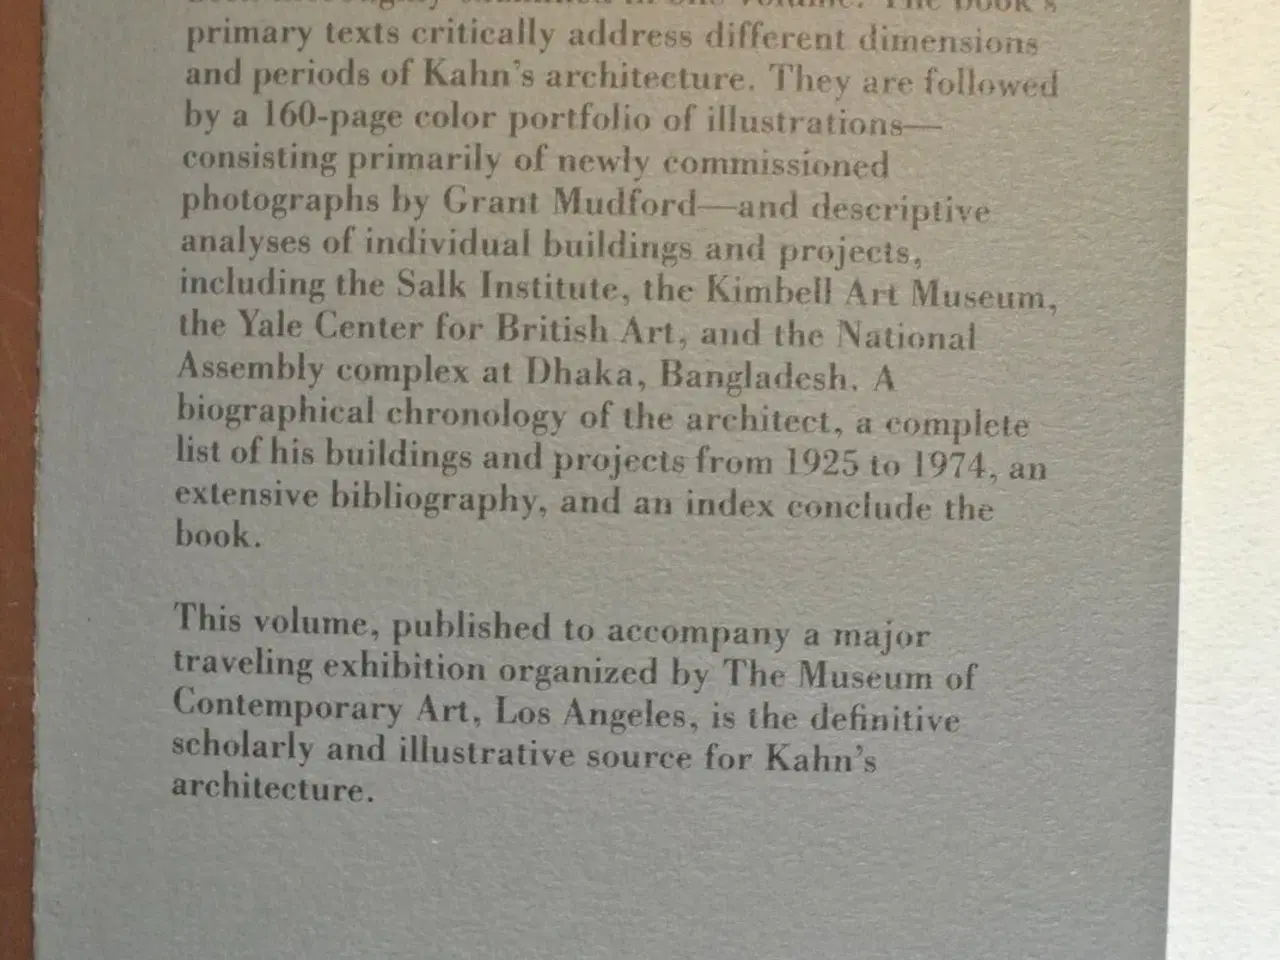 in one volume. The book's
primary texts critically address different dimensions
and periods of Kahn's architecture. They are followed
by a 160-page color portfolio of illustrations—
consisting primarily of newly commissioned
photographs by Grant Mudford—and descriptive
analyses of individual buildings and projects,
including the Salk Institute, the Kimbell Art Museum,
the Yale Center for British Art, and the National
Assembly complex at Dhaka, Bangladesh. A
biographical chronology of the architect, a complete
list of his buildings and projects from 1925 to 1974, an
extensive bibliography, and an index conclude the
book.
This volume, published to accompany a major
traveling exhibition organized by The Museum of
Contemporary Art, Los Angeles, is the definitive
scholarly and illustrative source for Kahn's
architecture.